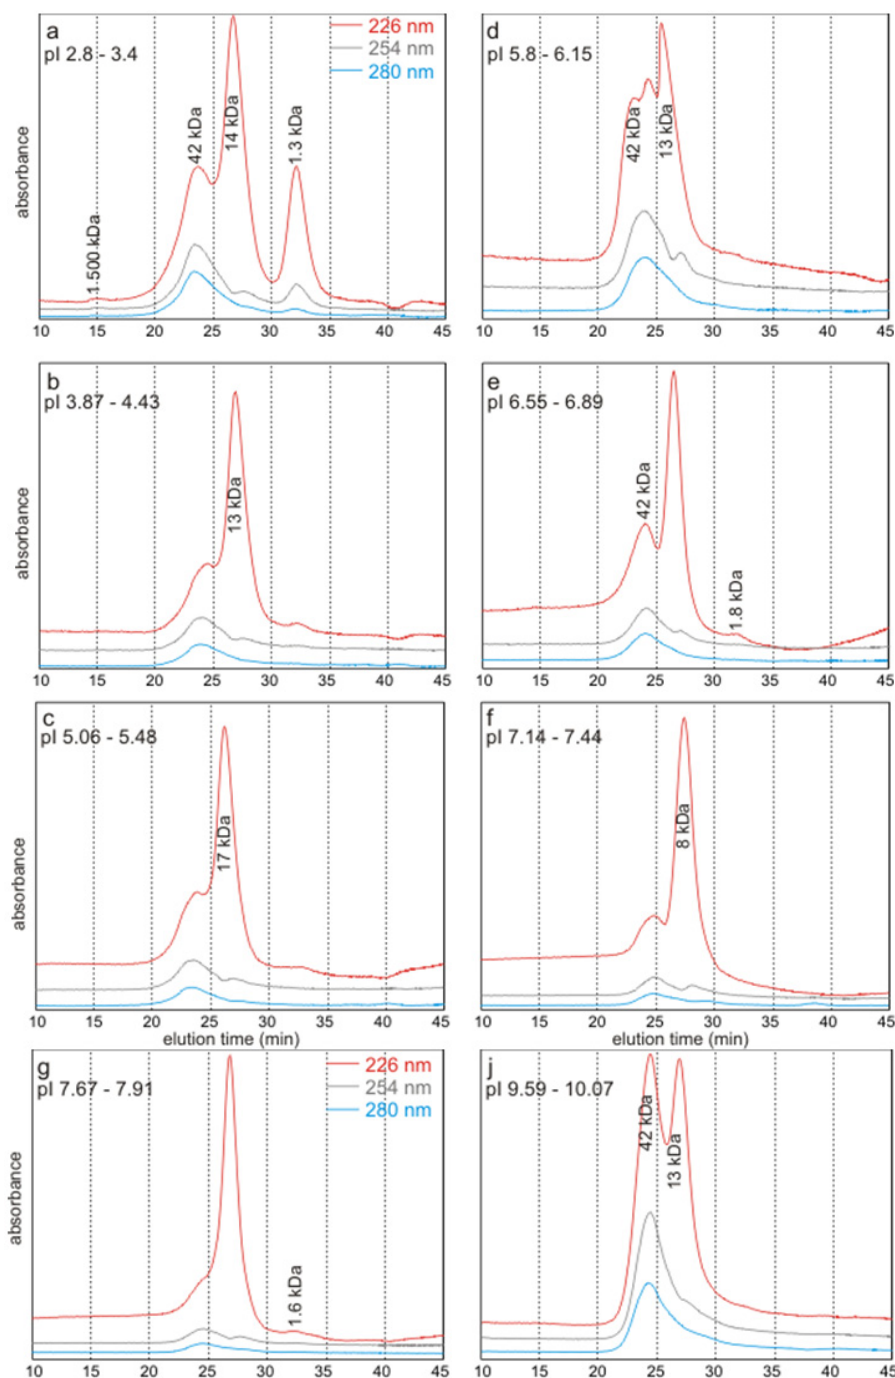 a
pI 2.8 - 3.4
226 nm
254 nm
280 nm
absorbance
1.500 kDa
42 kDa
14 kDa
1.3 kDa
10 15 20 25 30 35 40 45
d
pI 5.8 - 6.15
42 kDa
13 kDa
10 15 20 25 30 35 40 45
b
pI 3.87 - 4.43
absorbance
13 kDa
10 15 20 25 30 35 40 45
e
pI 6.55 - 6.89
42 kDa
1.8 kDa
10 15 20 25 30 35 40 45
c
pI 5.06 - 5.48
absorbance
17 kDa
10 15 20 25 30 35 40 45
elution time (min)
f
pI 7.14 - 7.44
8 kDa
10 15 20 25 30 35 40 45
elution time (min)
g
pI 7.67 - 7.91
226 nm
254 nm
280 nm
absorbance
1.6 kDa
10 15 20 25 30 35 40 45
j
pI 9.59 - 10.07
42 kDa
13 kDa
10 15 20 25 30 35 40 45